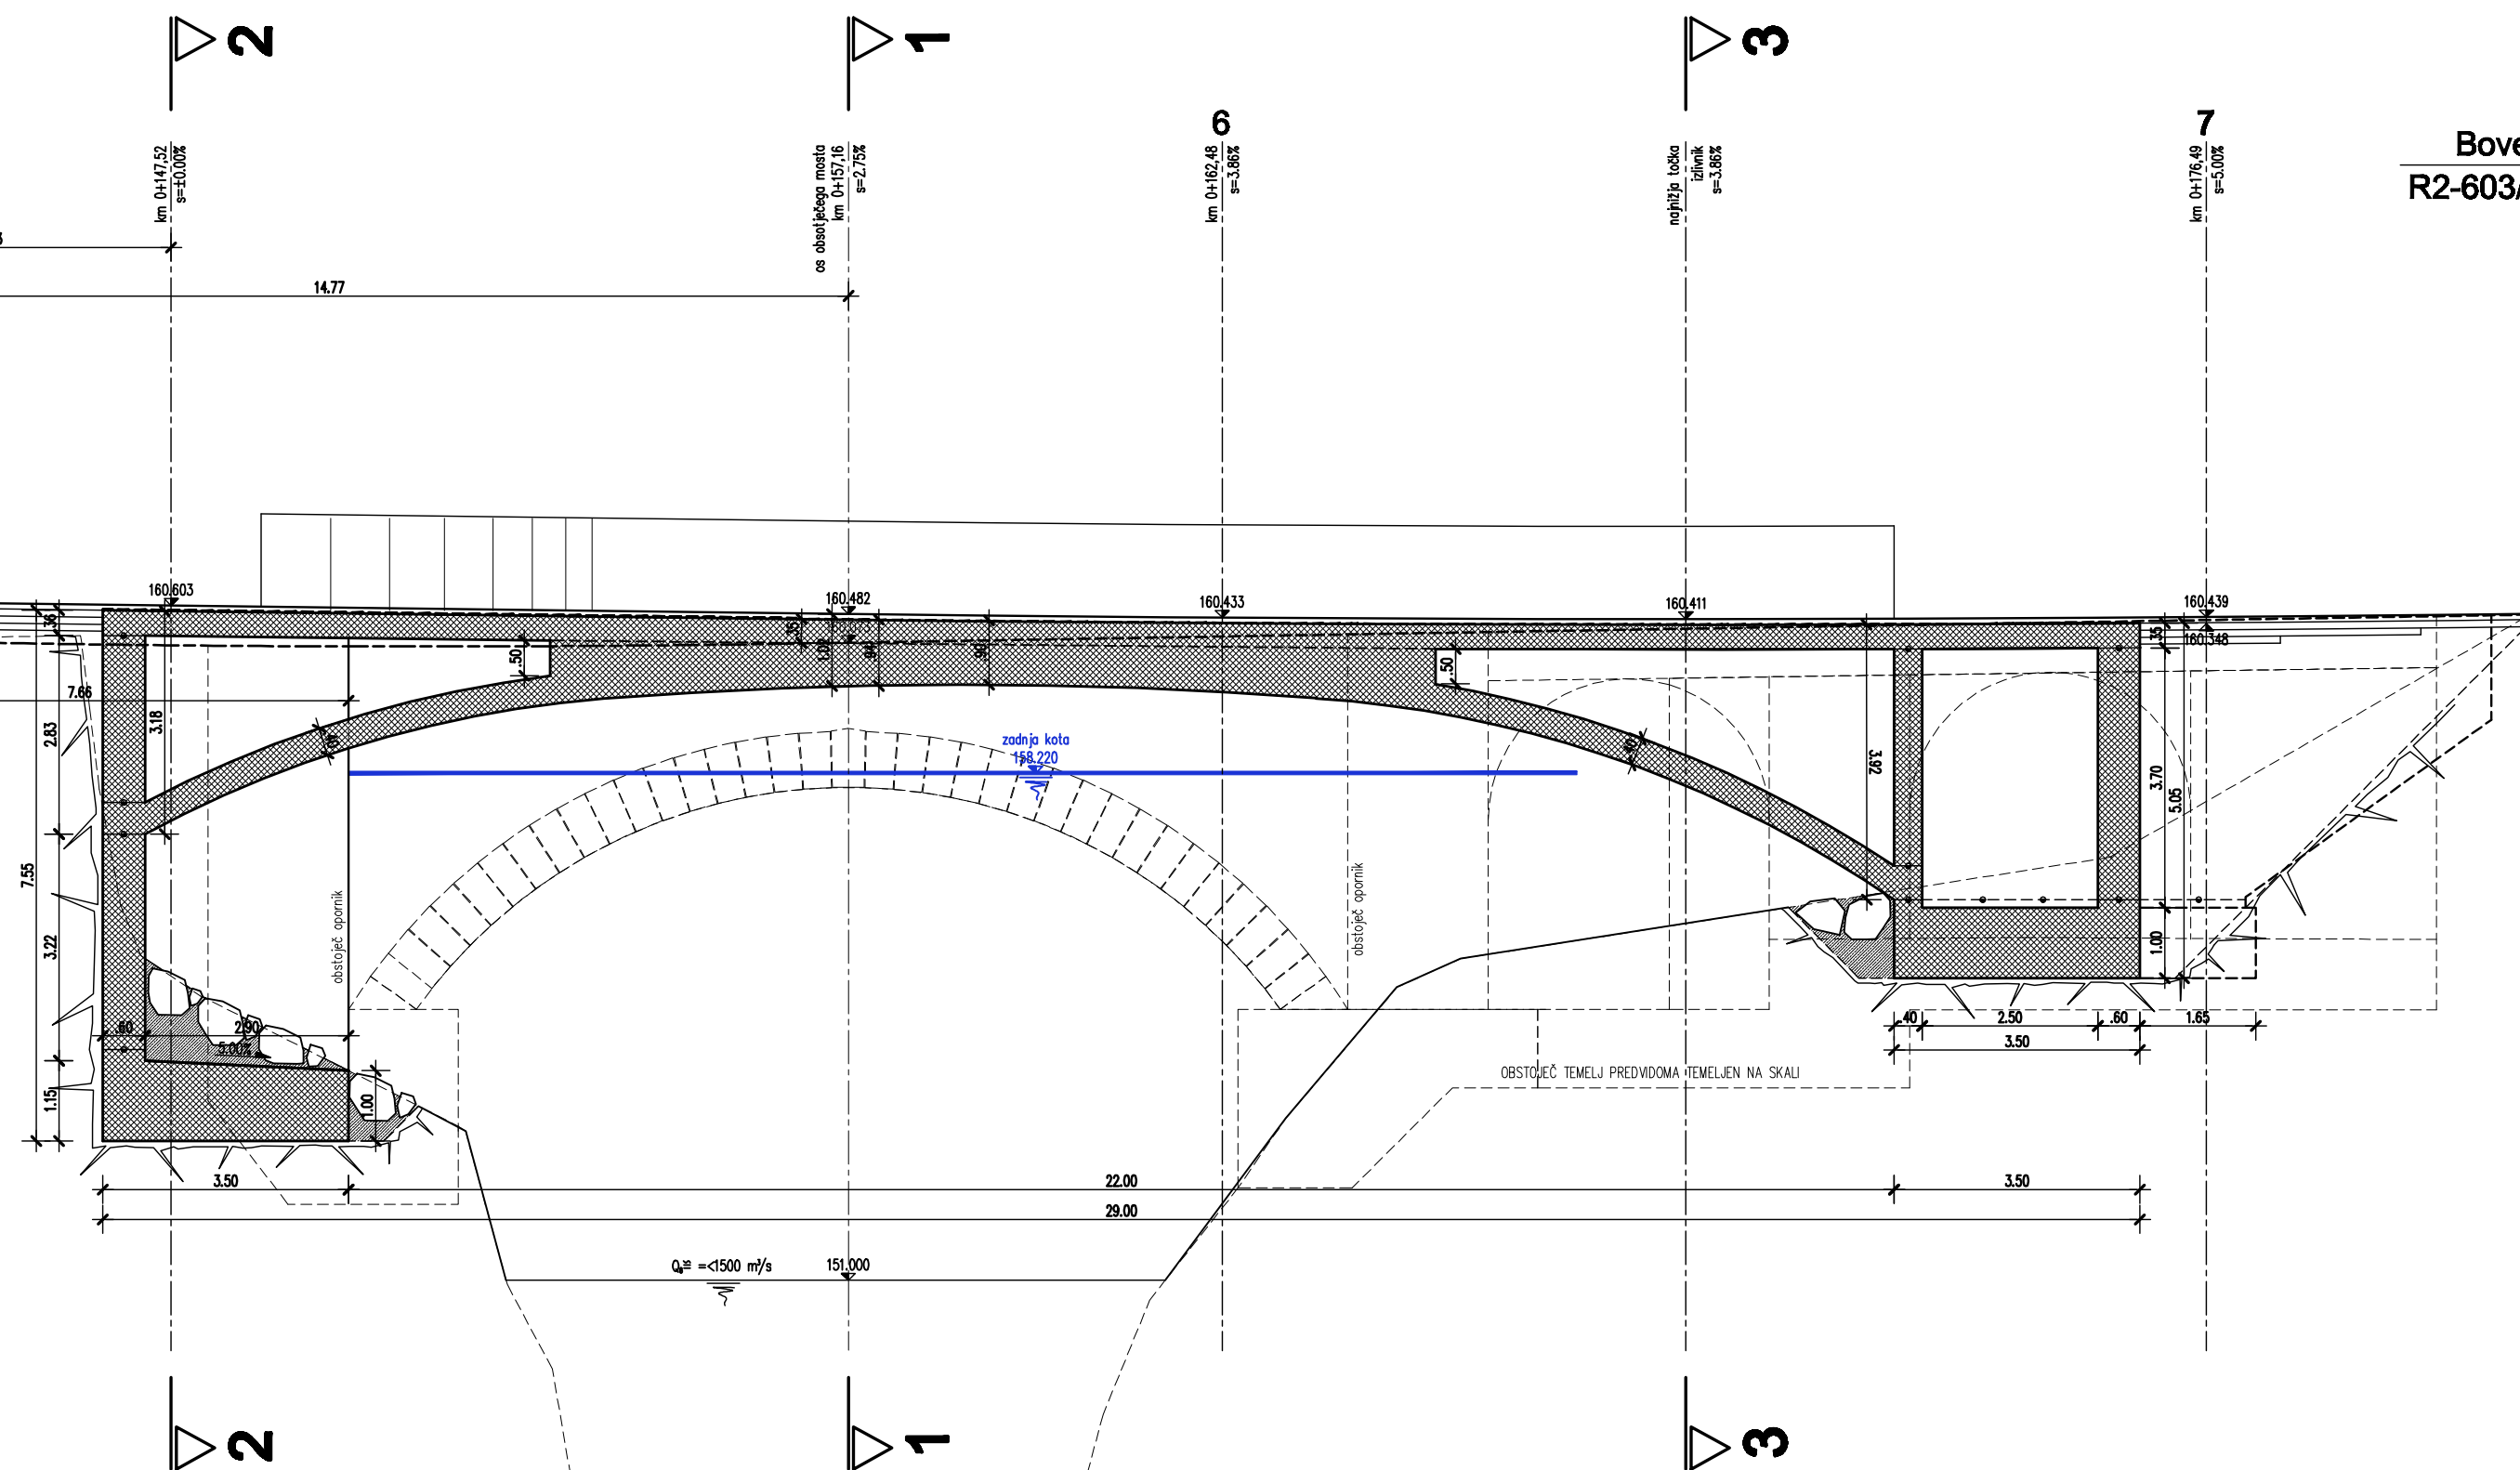 2
1
3
6
7
km 0+147,52
s=±0.00%
os obsotječega mosta
km 0+157,16
s=2.75%
km 0+162,48
s=3.86%
najnižja točka
izlivnik
s=3.86%
km 0+176,49
s=5.00%
Bove
R2-603/
14.77
160.603
160.482
160.433
160.411
160.439
160.348
.36
.50
.35
1.02
.94
.90
.50
.35
7.66
3.18
2.83
.40
zadnja kota
158.220
.40
3.92
3.70
5.05
7.55
3.22
obstoječ opornik
obstoječ opornik
1.00
.60
2.90
5.00%
1.15
1.00
.40
2.50
.60
1.65
3.50
OBSTOJEČ TEMELJ PREDVIDOMA TEMELJEN NA SKALI
3.50
22.00
3.50
29.00
=<1500 m³/s
151.000
2
1
3